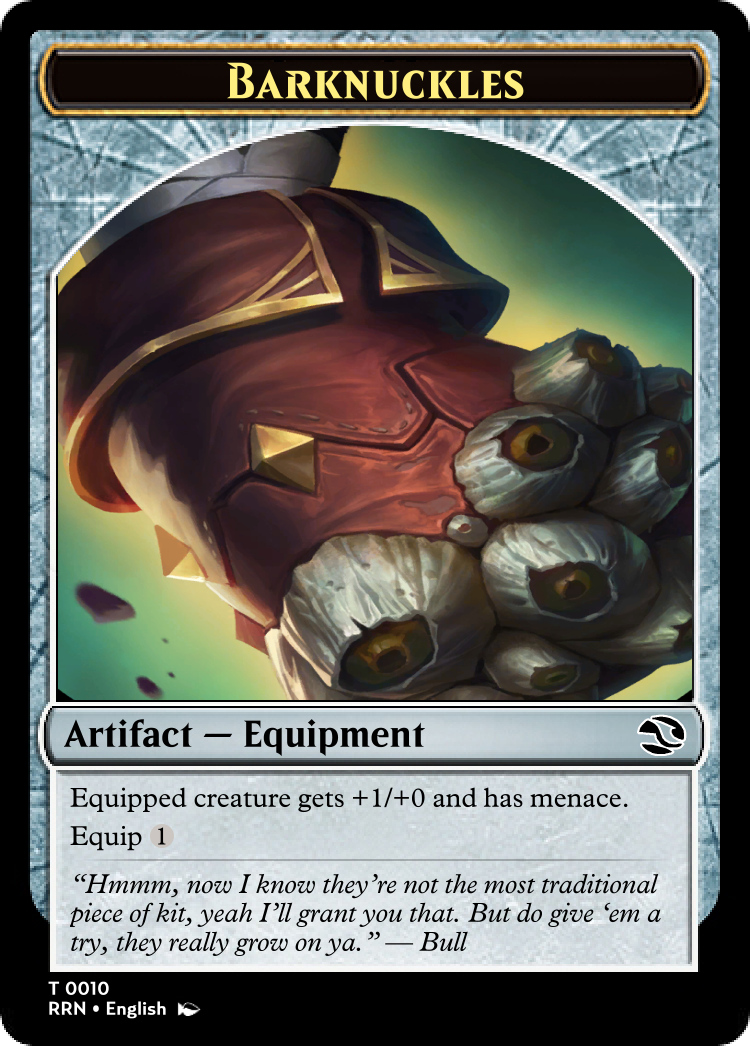 Barknuckles
Artifact — Equipment
Equipped creature gets +1/+0 and has menace.
Equip 1
“Hmmm, now I know they’re not the most traditional
piece of kit, yeah I’ll grant you that. But do give ‘em a
try, they really grow on ya.” — Bull
T 0010
RRN • English